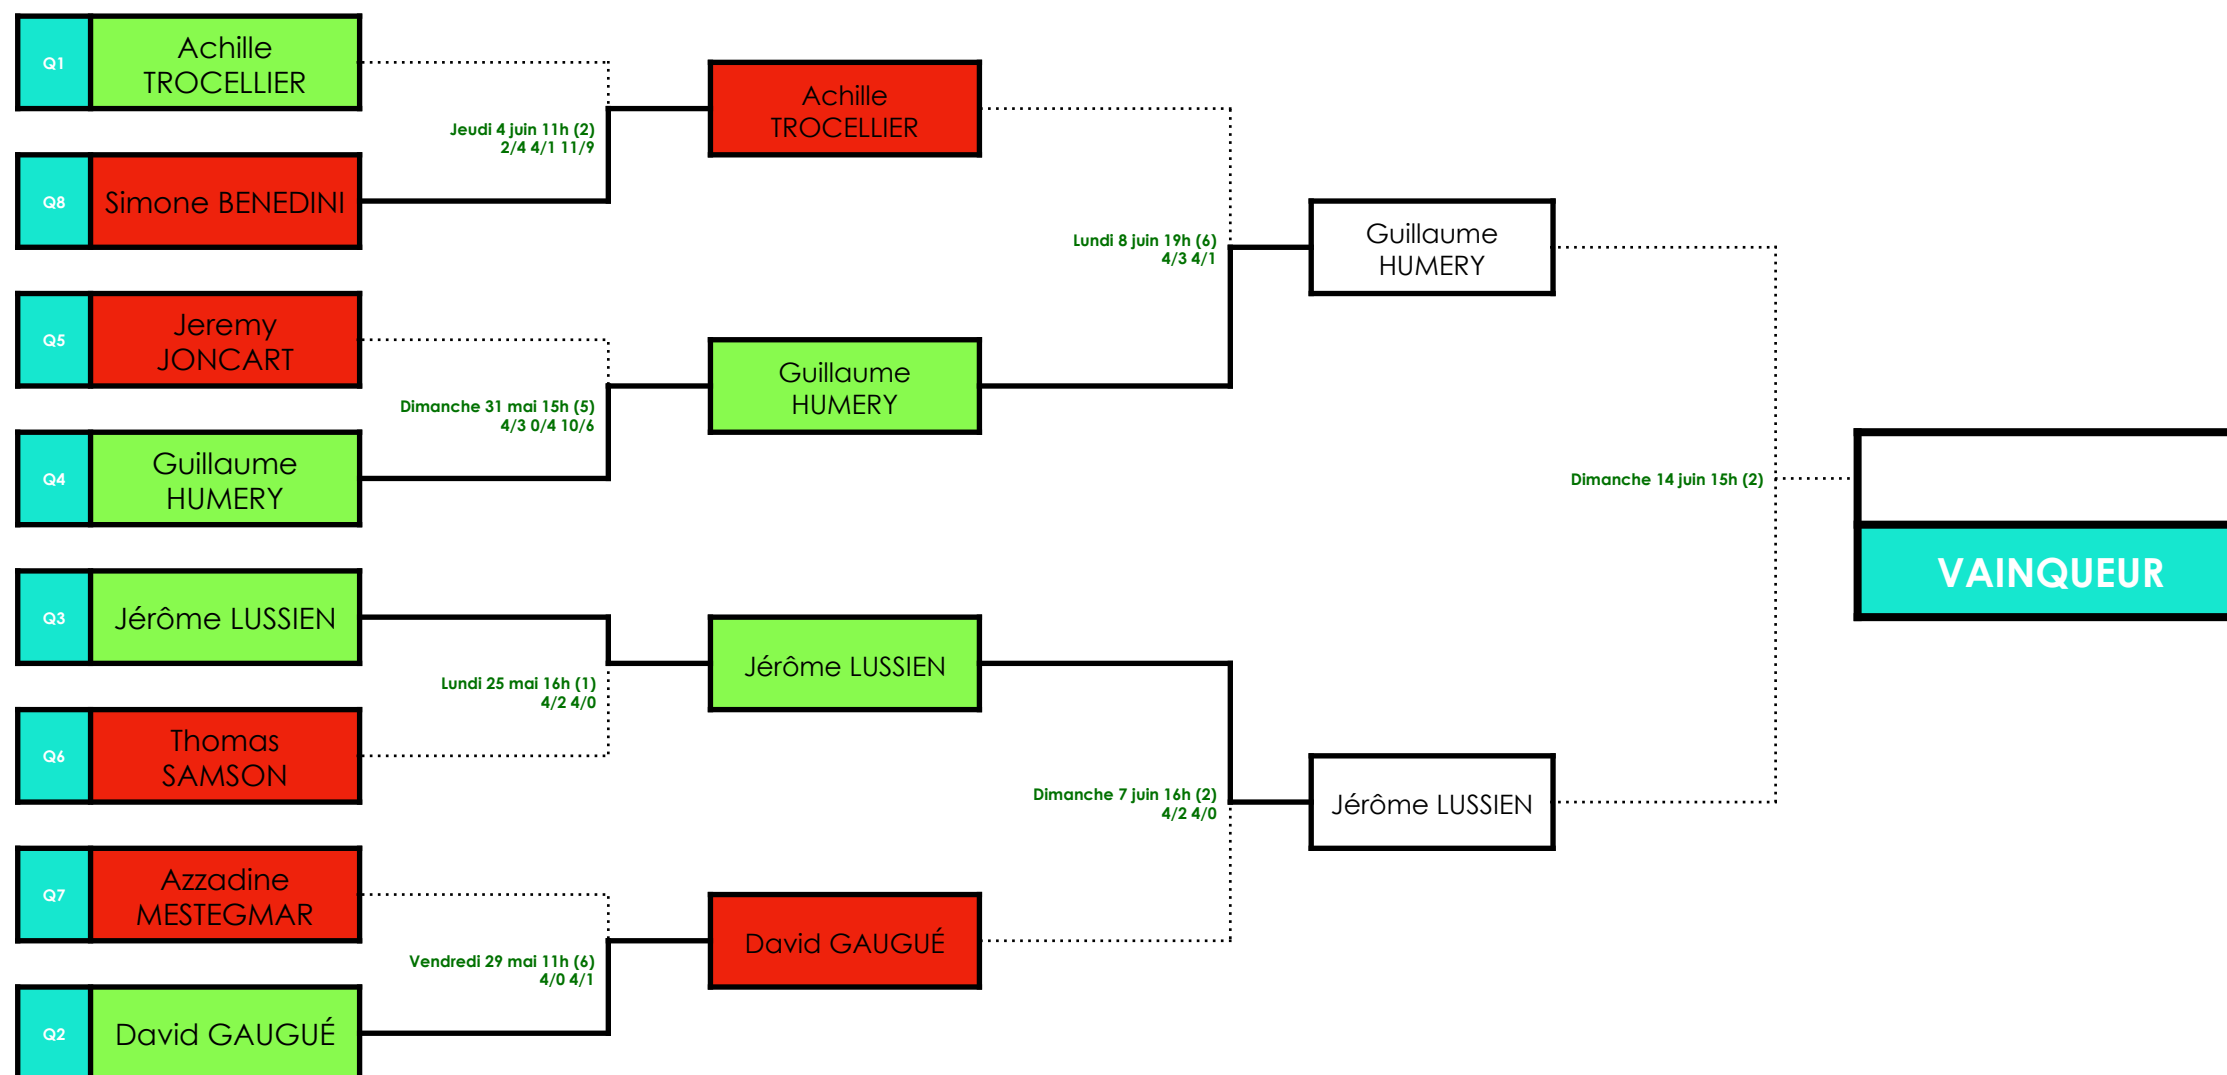 Q1
Achille
TROCELLIER
Jeudi 4 juin 11h (2)
2/4 4/1 11/9
Q8
Simone BENEDINI
Achille
TROCELLIER
Q5
Jeremy
JONCART
Dimanche 31 mai 15h (5)
4/3 0/4 10/6
Q4
Guillaume
HUMERY
Guillaume
HUMERY
Lundi 8 juin 19h (6)
4/3 4/1
Guillaume
HUMERY
Q3
Jérôme LUSSIEN
Lundi 25 mai 16h (1)
4/2 4/0
Q6
Thomas
SAMSON
Jérôme LUSSIEN
Q7
Azzadine
MESTEGMAR
Vendredi 29 mai 11h (6)
4/0 4/1
Q2
David GAUGUÉ
David GAUGUÉ
Dimanche 7 juin 16h (2)
4/2 4/0
Jérôme LUSSIEN
Dimanche 14 juin 15h (2)
VAINQUEUR